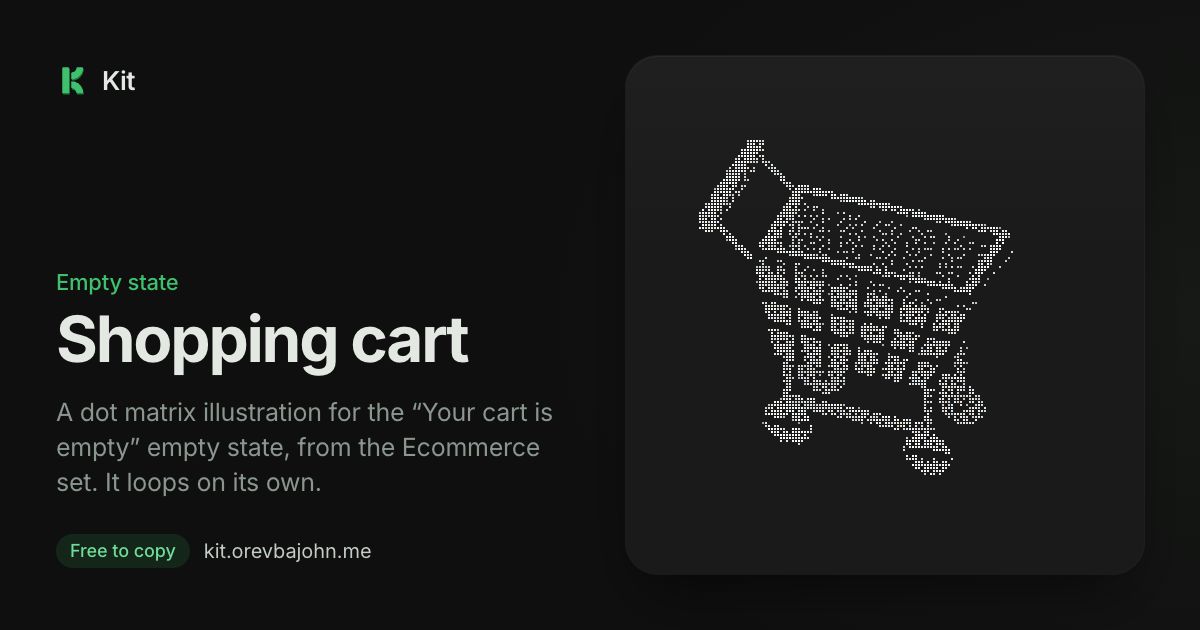 Kit
Empty state
Shopping cart
A dot matrix illustration for the “Your cart is
empty” empty state, from the Ecommerce
set. It loops on its own.
Free to copy
kit.orevbajohn.me